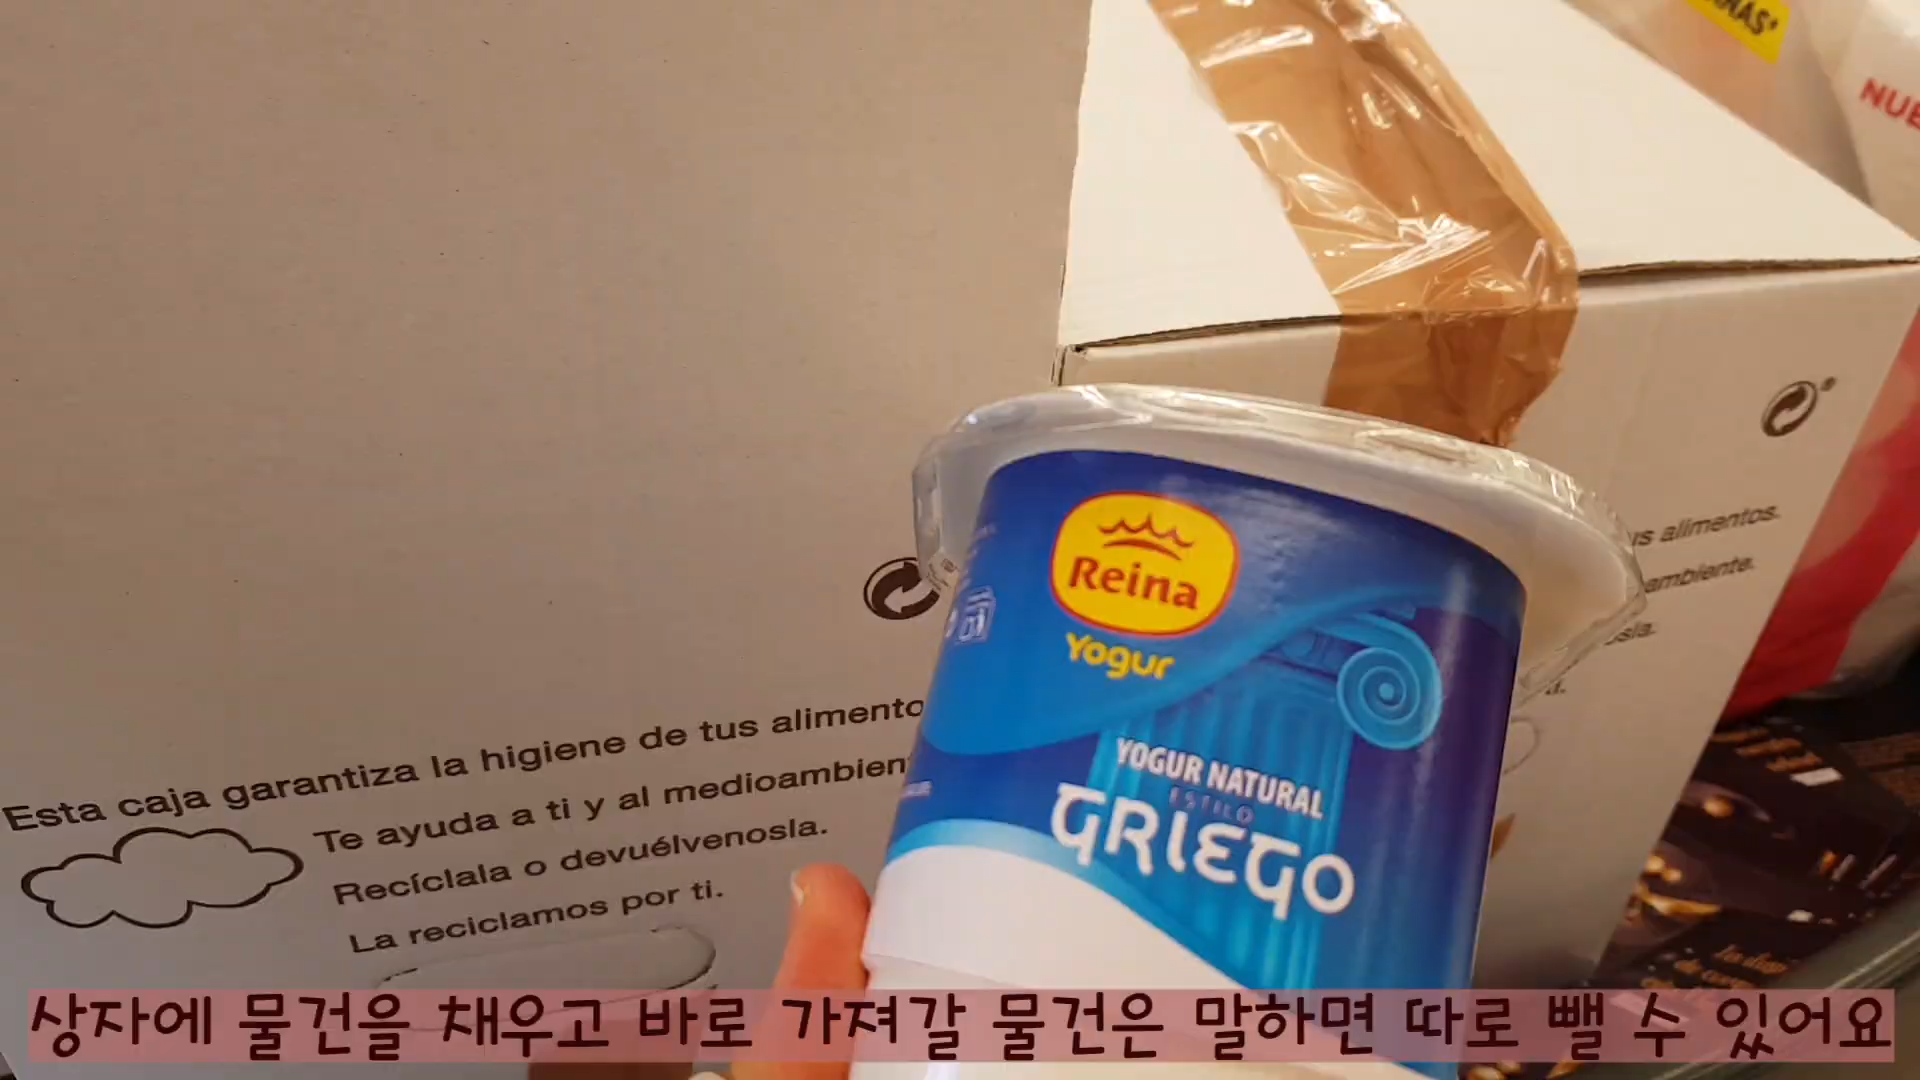 NUE
us alimentos.
ambiente.
Reina
Yogur
YOGUR NATURAL
ESTILO
GRIEGO
Esta caja garantiza la higiene de tus alimento
Te ayuda a ti y al medioambien
Recíclala o devuélvenosla.
La reciclamos por ti.
상자에 물건을 채우고 바로 가져갈 물건은 말하면 따로 뺄 수 있어요